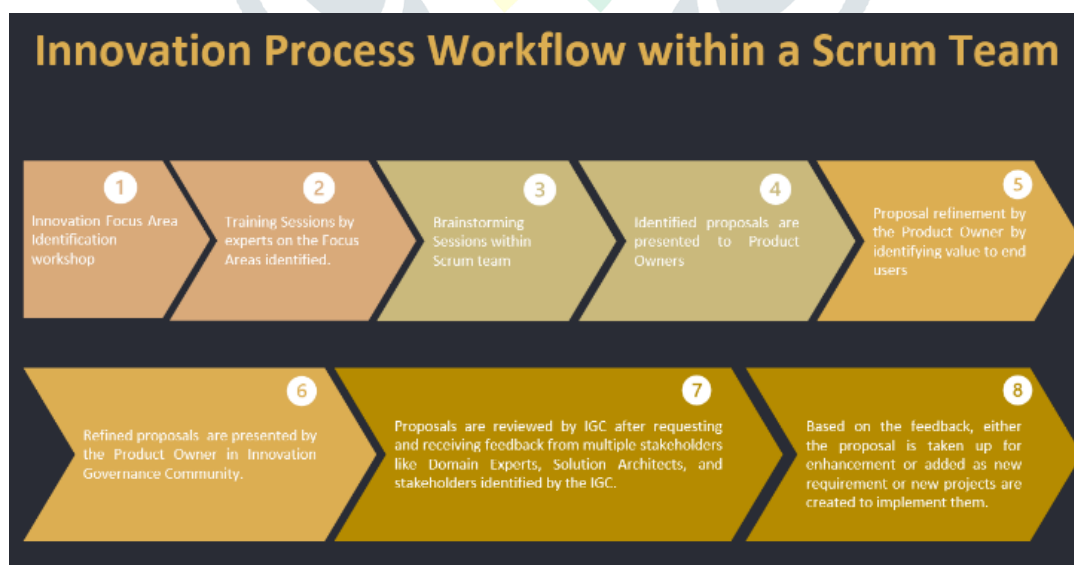 Innovation Process Workflow within a Scrum Team
1
Innovation Focus Area
Identification
workshop
2
Training Sessions by
experts on the Focus
Areas identified.
3
Brainstorming
Sessions within
Scrum team
4
Identified proposals are
presented to Product
Owners
5
Proposal refinement by
the Product Owner by
identifying value to end
users
6
Refined proposals are presented by
the Product Owner in Innovation
Governance Community.
7
Proposals are reviewed by IGC after requesting
and receiving feedback from multiple stakeholders
like Domain Experts, Solution Architects, and
stakeholders identified by the IGC.
8
Based on the feedback, either
the proposal is taken up for
enhancement or added as new
requirement or new projects are
created to implement them.